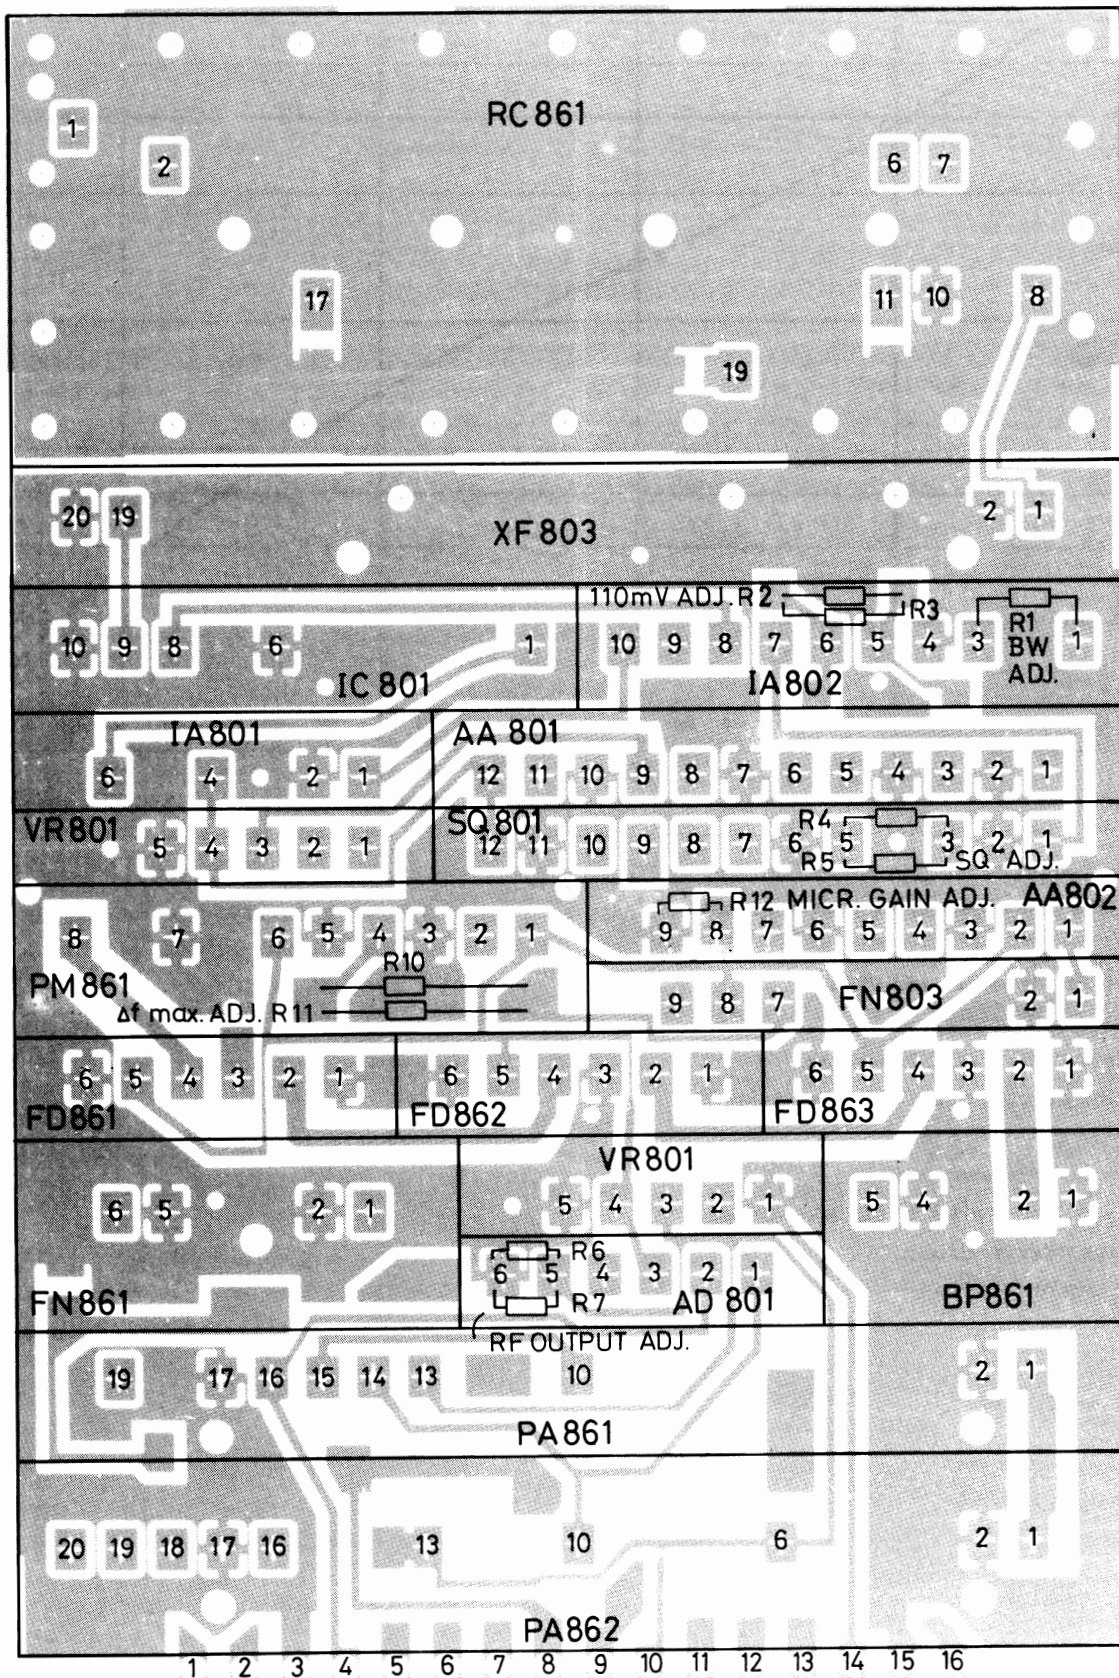 RC861
1
2
6 7
17 11 10 8
19
20 19 XF803 2 1
110mV ADJ. R2
R3
R1
BW
ADJ.
10 9 8 6 1 10 9 8 7 6 5 4 3 1
IC 801 IA802
IA801 AA 801
6 4 2 1 12 11 10 9 8 7 6 5 4 3 2 1
VR801 SQ801 R4
5 4 3 2 1 12 11 10 9 8 7 6 5 3 2 1
R5 SQ ADJ.
R12 MICR. GAIN ADJ. AA802
8 7 6 5 4 3 2 1 9 8 7 6 5 4 3 2 1
R10
PM861
Δf max. ADJ. R11
9 8 7 FN803 2 1
6 5 4 3 2 1 6 5 4 3 2 1 6 5 4 3 2 1
FD861 FD862 FD863
VR801
6 5 2 1 5 4 3 2 1 5 4 2 1
R6
6 5 4 3 2 1
R7
FN861 AD 801 BP861
RF OUTPUT ADJ.
19 17 16 15 14 13 10 2 1
PA861
20 19 18 17 16 13 10 6 2 1
PA862
1 2 3 4 5 6 7 8 9 10 11 12 13 14 15 16